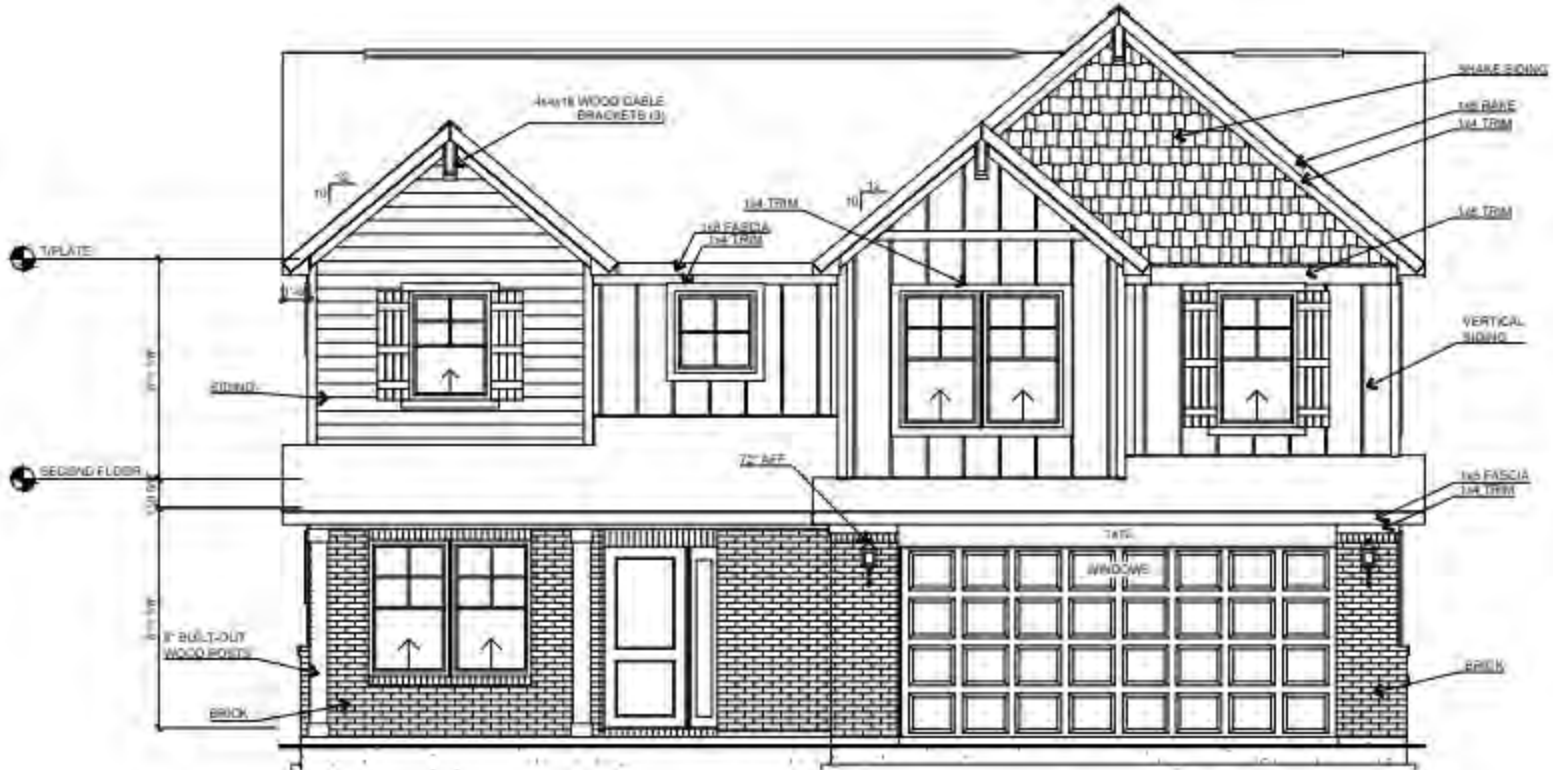 SHAKE SIDING
1x6 RAKE
1x4 TRIM
4x4x18 WOOD GABLE
BRACKETS (3)
10
10
1x4 TRIM
1x6 TRIM
1x8 FASCIA
1x4 TRIM
T/PLATE
VERTICAL
SIDING
SIDING
SECOND FLOOR
72" AFF
1x8 FASCIA
1x4 TRIM
WINDOWS
8" BUILT-OUT
WOOD POSTS
BRICK
BRICK